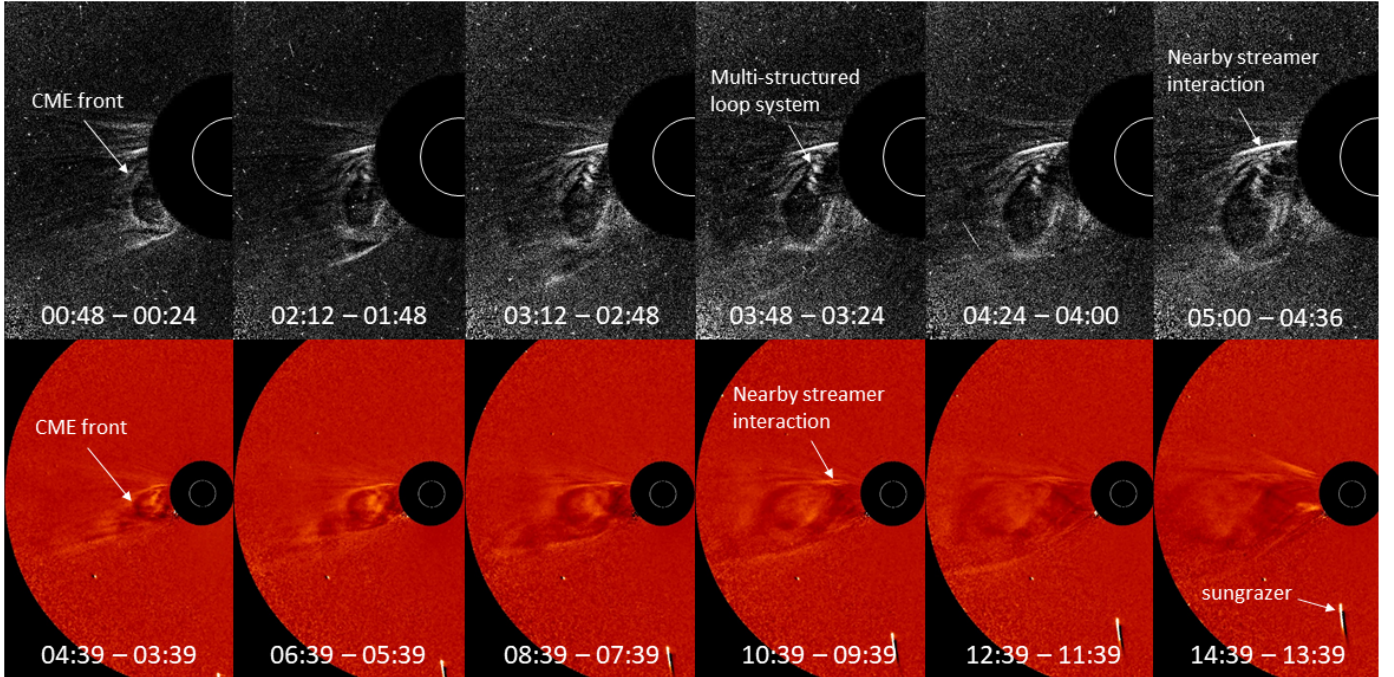 CME front
Multi-structured
loop system
Nearby streamer
interaction
00:48 – 00:24
02:12 – 01:48
03:12 – 02:48
03:48 – 03:24
04:24 – 04:00
05:00 – 04:36
CME front
Nearby streamer
interaction
sungrazer
04:39 – 03:39
06:39 – 05:39
08:39 – 07:39
10:39 – 09:39
12:39 – 11:39
14:39 – 13:39